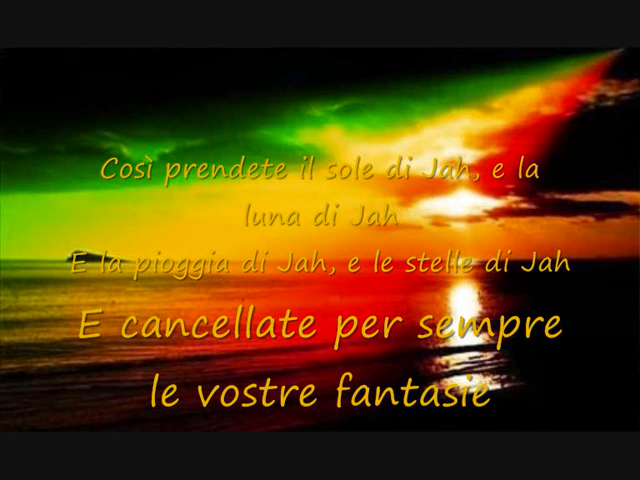 Così prendete il sole di Jah, e la
luna di Jah
E la pioggia di Jah, e le stelle di Jah
E cancellate per sempre
le vostre fantasie